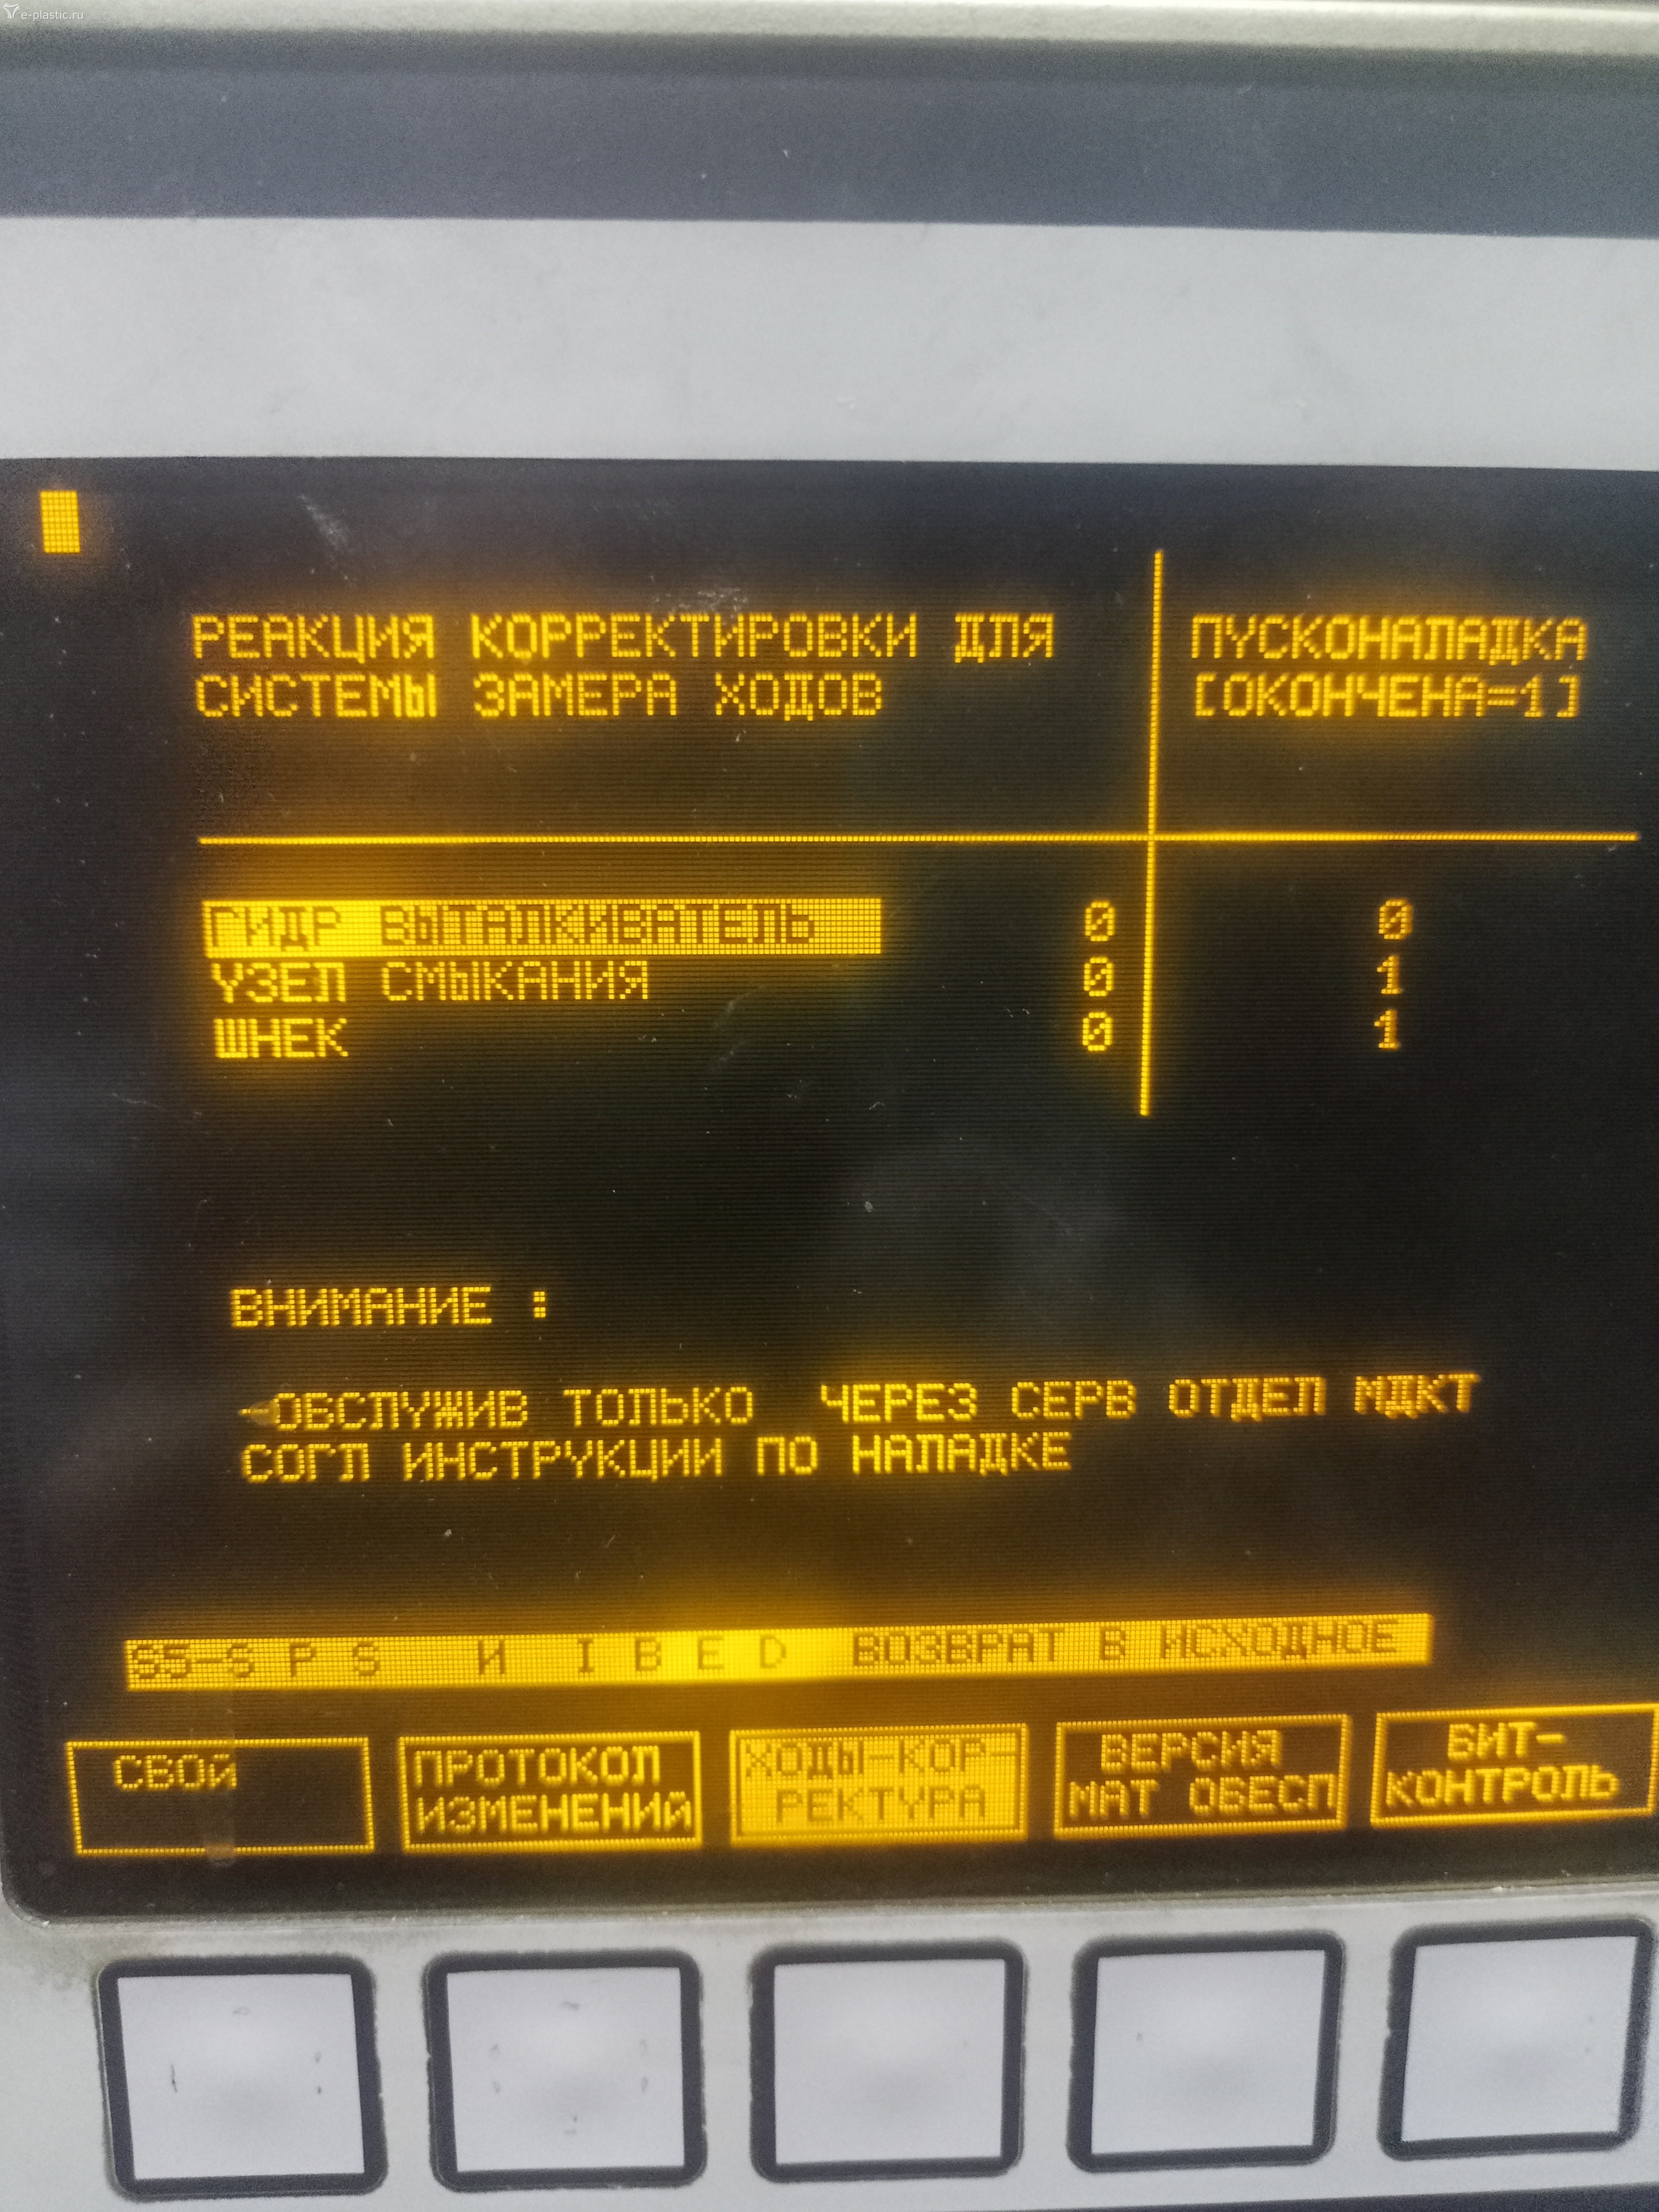 e-plastic.ru
РЕАКЦИЯ КОРРЕКТИРОВКИ ДЛЯ
СИСТЕМЫ ЗАМЕРА ХОДОВ
ПУСКОНАЛАДКА
[ОКОНЧЕНА=1]
ГИДР ВЫТАЛКИВАТЕЛЬ 0 0
УЗЕЛ СМЫКАНИЯ 0 1
ШНЕК 0 1
ВНИМАНИЕ :
ОБСЛУЖИВ ТОЛЬКО ЧЕРЕЗ СЕРВ ОТДЕЛ МДКТ
СОГЛ ИНСТРУКЦИИ ПО НАЛАДКЕ
S5-S P S И I B E D ВОЗВРАТ В ИСХОДНОЕ
СВОЙ
ПРОТОКОЛ
ИЗМЕНЕНИЙ
ХОДЫ-КОР-
РЕКТУРА
ВЕРСИЯ
МАТ ОБЕСП
БИТ-
КОНТРОЛЬ